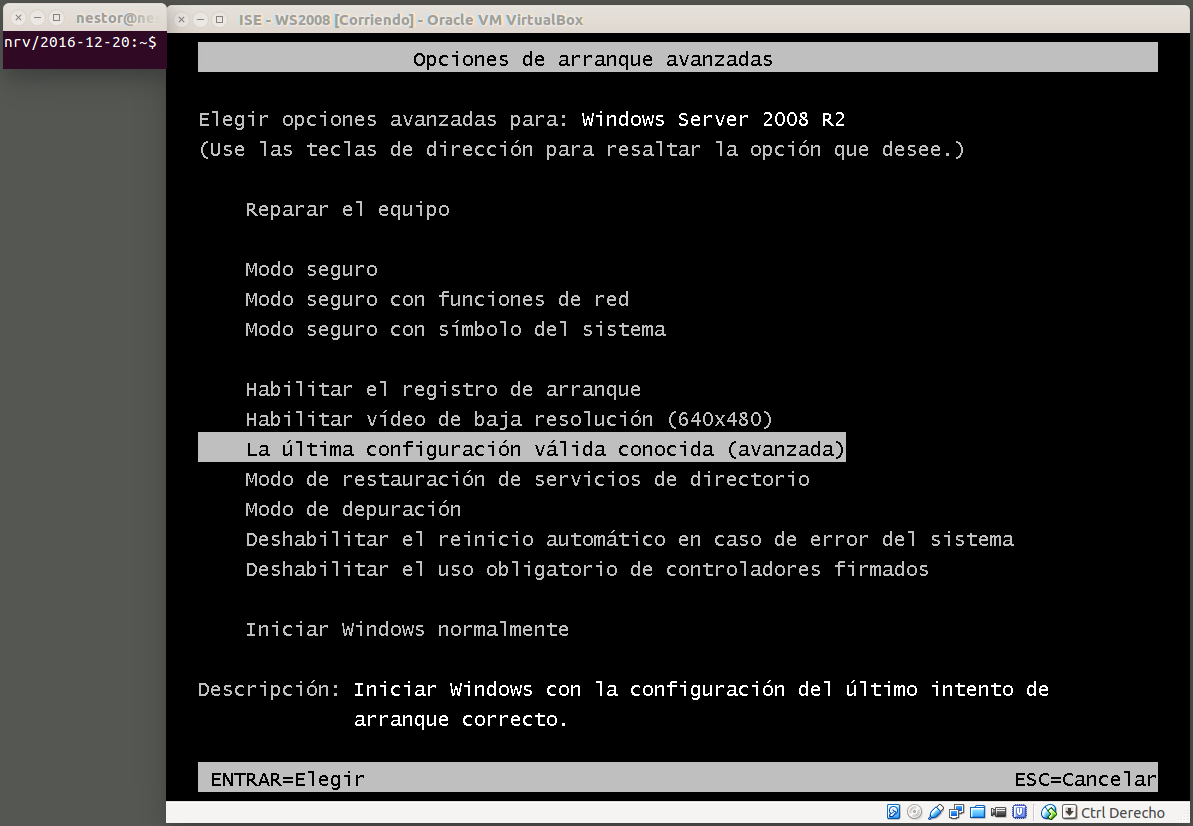 nestor@ne
nrv/2016-12-20:~$
ISE - WS2008 [Corriendo] - Oracle VM VirtualBox
Opciones de arranque avanzadas
Elegir opciones avanzadas para: Windows Server 2008 R2
(Use las teclas de dirección para resaltar la opción que desee.)
Reparar el equipo
Modo seguro
Modo seguro con funciones de red
Modo seguro con símbolo del sistema
Habilitar el registro de arranque
Habilitar vídeo de baja resolución (640x480)
La última configuración válida conocida (avanzada)
Modo de restauración de servicios de directorio
Modo de depuración
Deshabilitar el reinicio automático en caso de error del sistema
Deshabilitar el uso obligatorio de controladores firmados
Iniciar Windows normalmente
Descripción: Iniciar Windows con la configuración del último intento de
arranque correcto.
ENTRAR=Elegir ESC=Cancelar
Ctrl Derecho